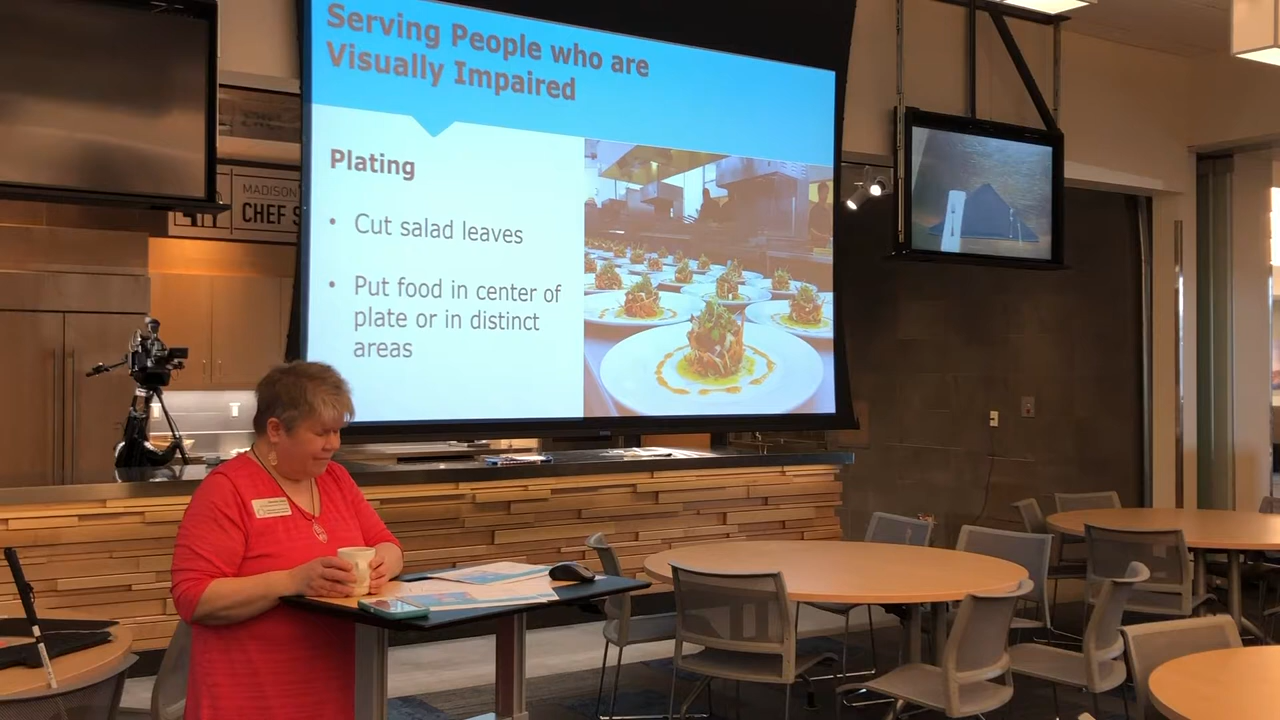 Serving People who are
Visually Impaired
Plating
• Cut salad leaves
• Put food in center of
plate or in distinct
areas
MADISON
CHEF S